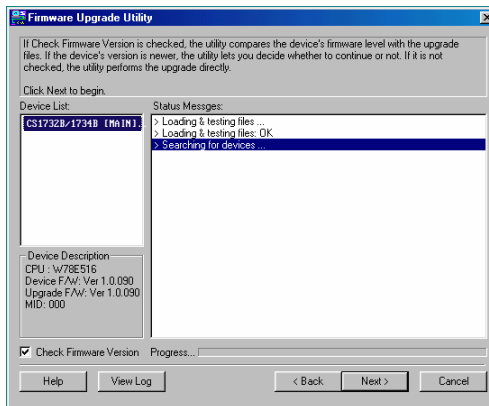 Firmware Upgrade Utility
If Check Firmware Version is checked, the utility compares the device's firmware level with the upgrade
files. If the device's version is newer, the utility lets you decide whether to continue or not. If it is not
checked, the utility performs the upgrade directly.
Click Next to begin.
Device List:
Status Messges:
CS1732B/1734B [MAIN].
> Loading & testing files ...
> Loading & testing files: OK
> Searching for devices ...
Device Description
CPU : W78E516
Device F/W: Ver 1.0.090
Upgrade F/W: Ver 1.0.090
MID: 000
Check Firmware Version
Progress...
Help
View Log
< Back
Next >
Cancel